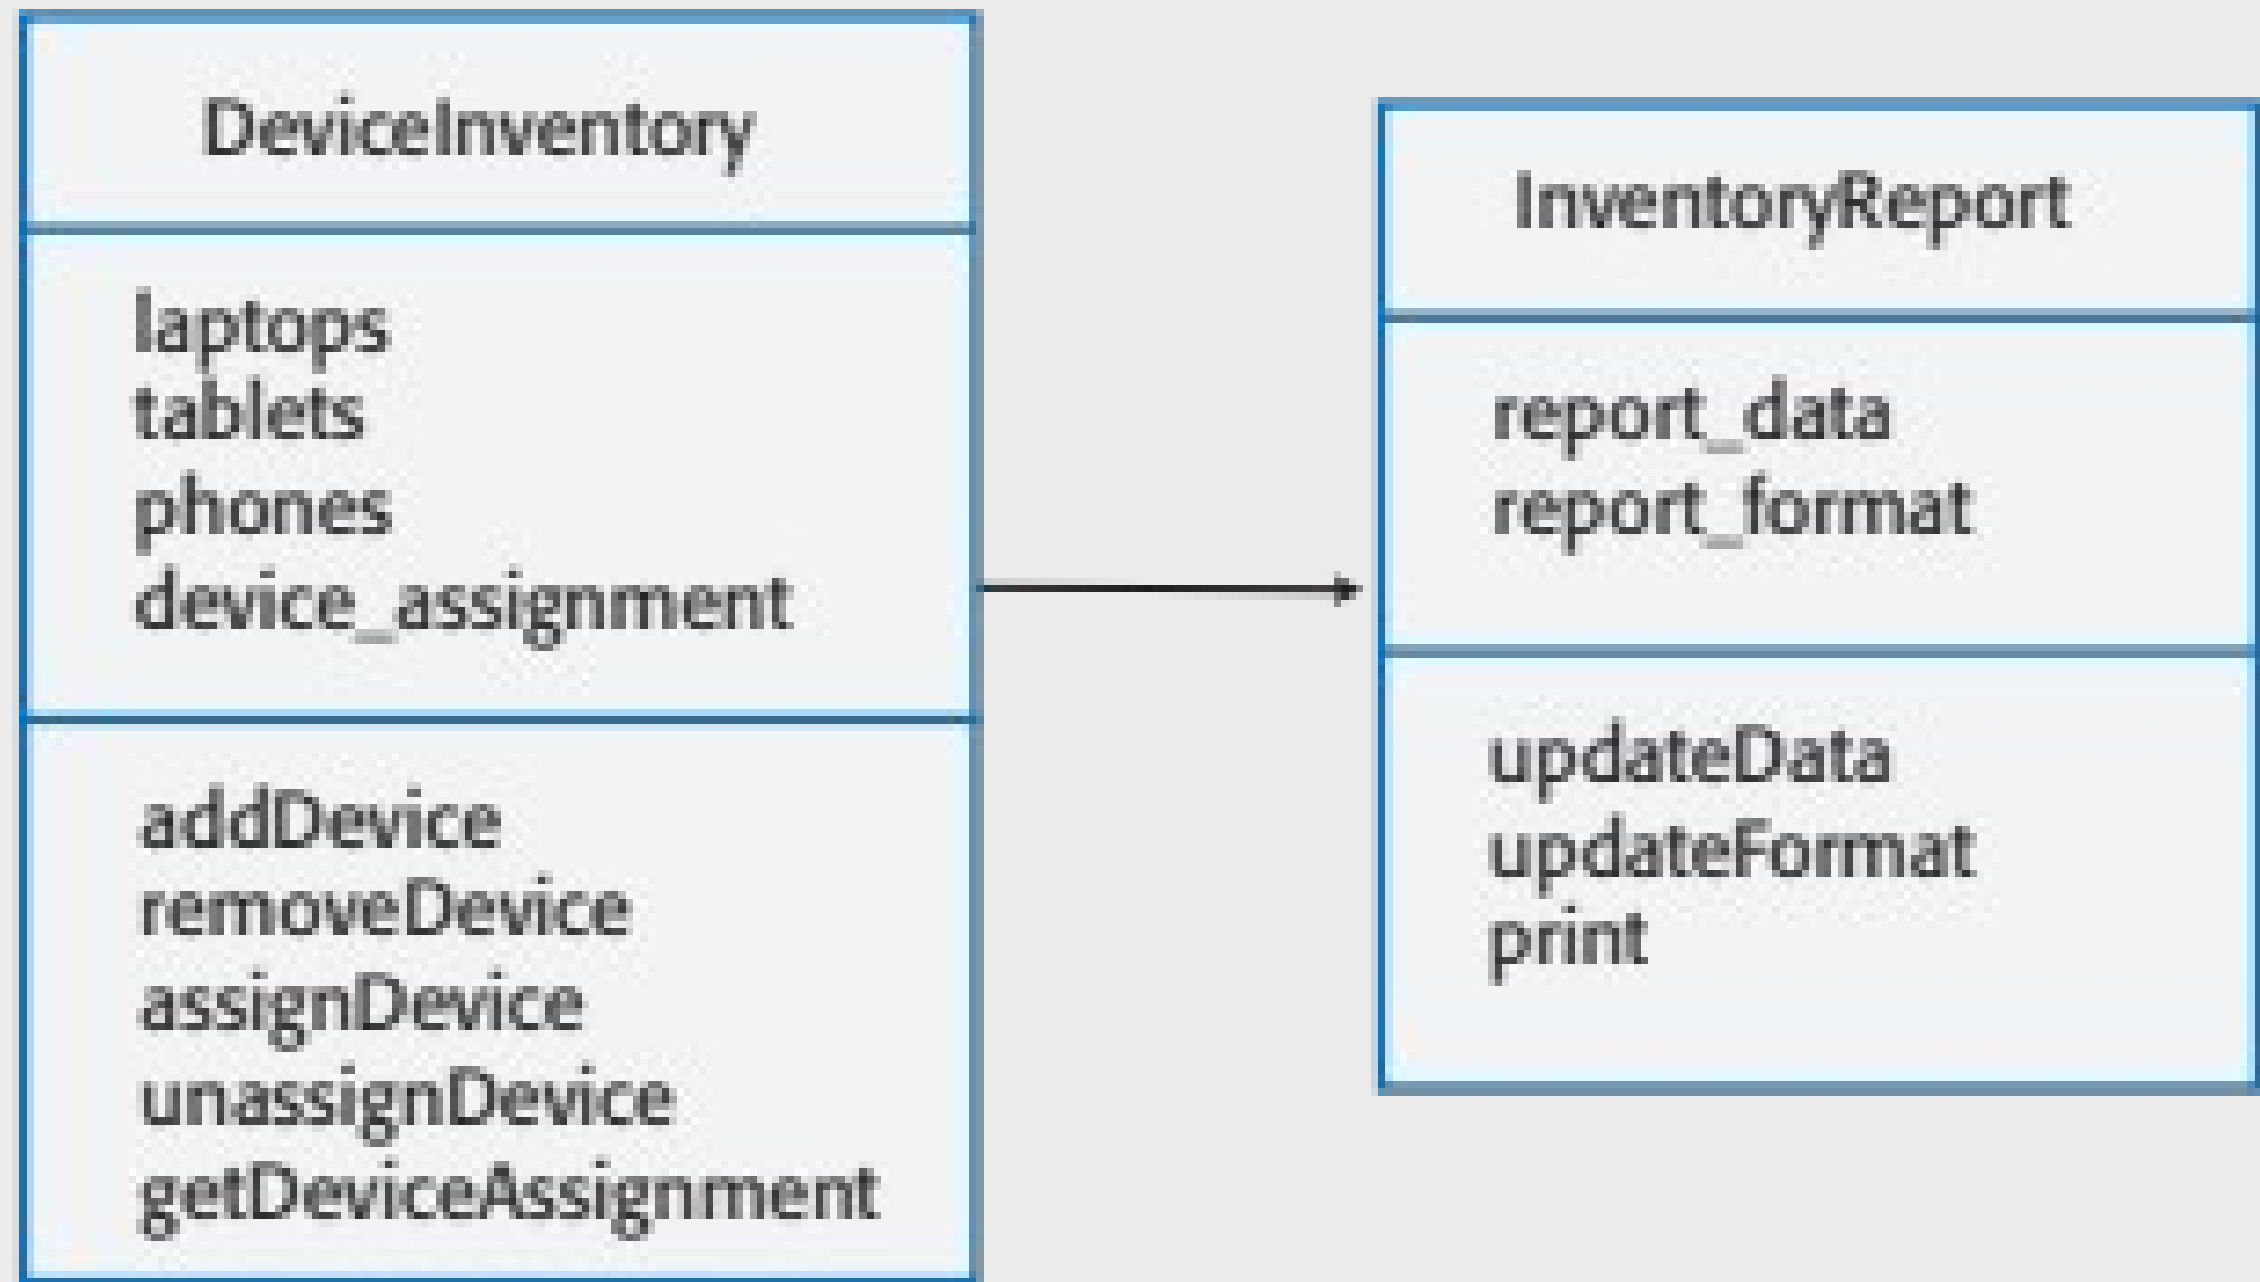 DeviceInventory
laptops
tablets
phones
device_assignment
addDevice
removeDevice
assignDevice
unassignDevice
getDeviceAssignment
InventoryReport
report_data
report_format
updateData
updateFormat
print